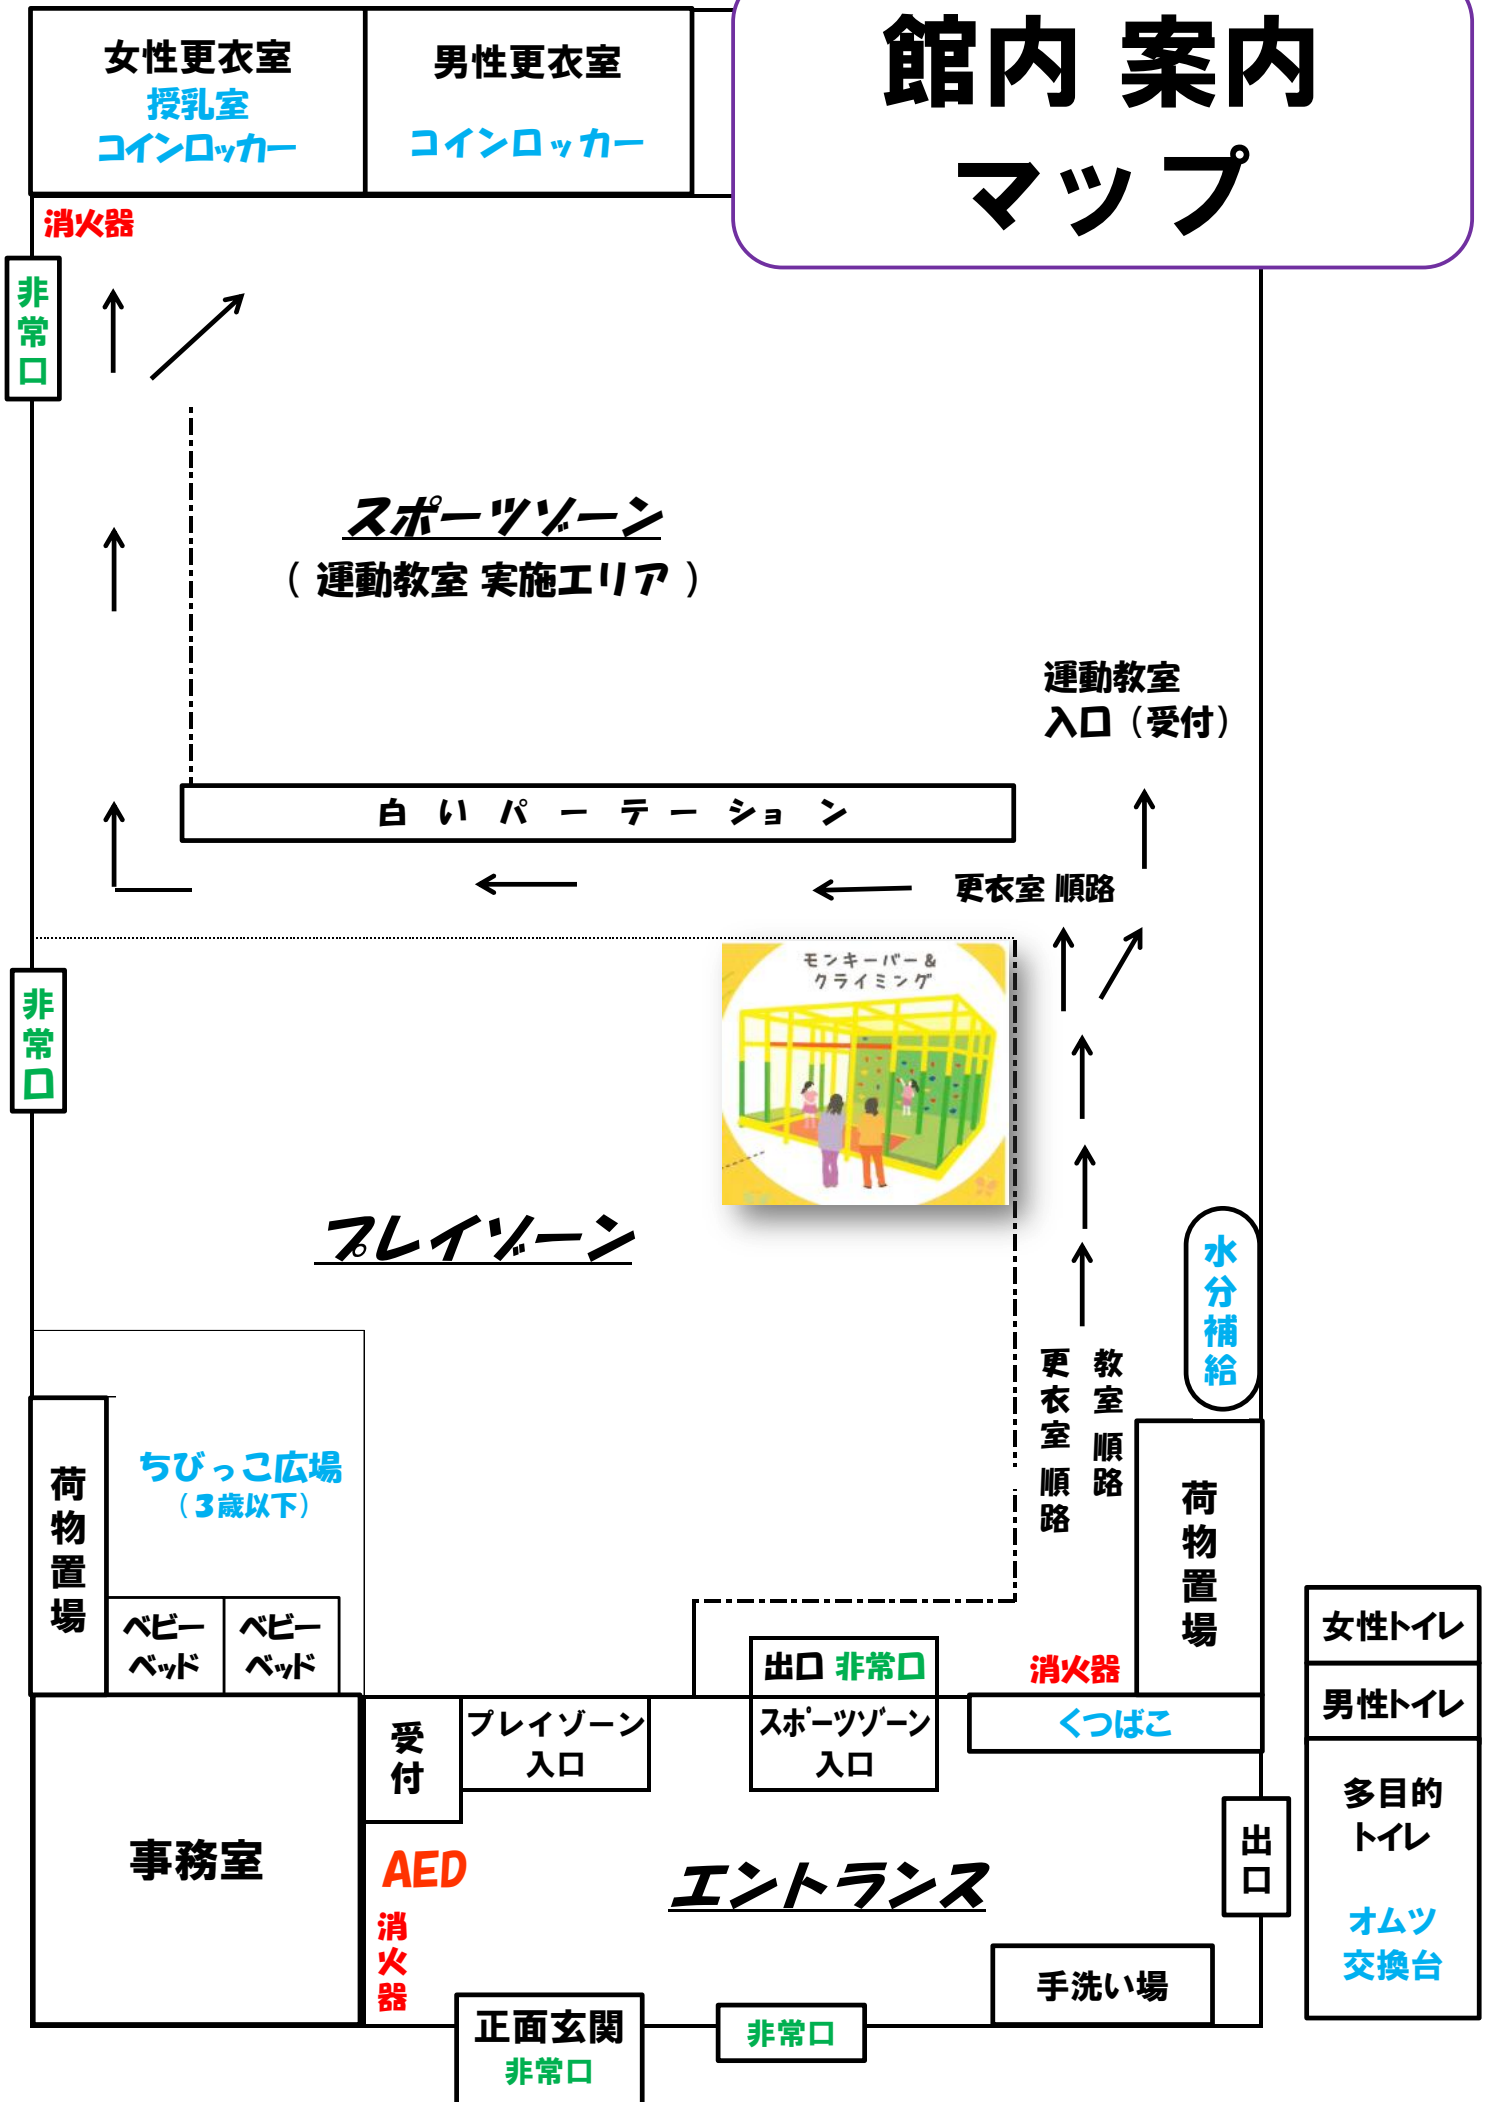 館内 案内
マップ
女性更衣室
授乳室
コインロッカー
男性更衣室
コインロッカー
消火器
非常口
スポーツゾーン
（ 運動教室 実施エリア ）
運動教室
入口（受付）
白いパーテーション
更衣室 順路
モンキーバー&
クライミング
非常口
プレイゾーン
水分補給
更衣室 順路
教室 順路
荷物置場
ちびっこ広場
（３歳以下）
ベビー
ベッド
ベビー
ベッド
荷物置場
消火器
出口 非常口
くつばこ
受付
プレイゾーン
入口
スポーツゾーン
入口
事務室
AED
消火器
エントランス
出口
手洗い場
正面玄関
非常口
非常口
女性トイレ
男性トイレ
多目的
トイレ
オムツ
交換台